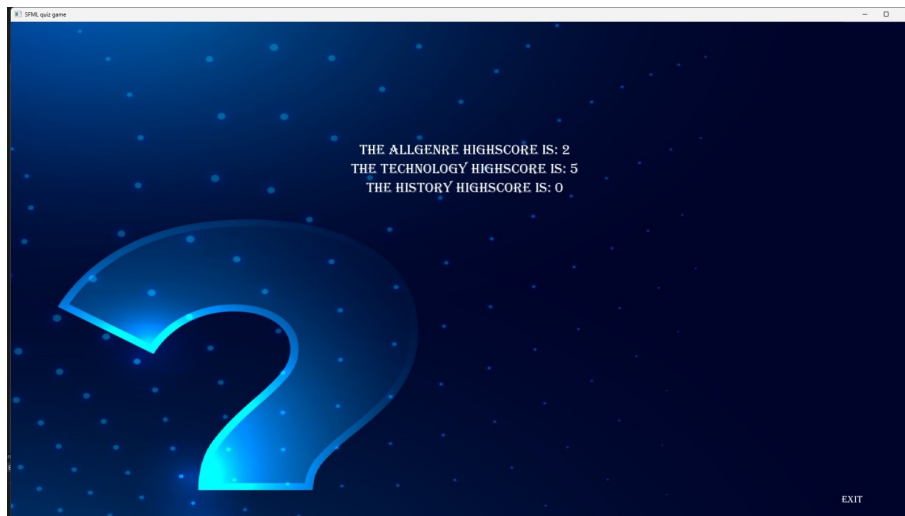 SFML quiz game
THE ALLGENRE HIGHSCORE IS: 2
THE TECHNOLOGY HIGHSCORE IS: 5
THE HISTORY HIGHSCORE IS: 0
EXIT